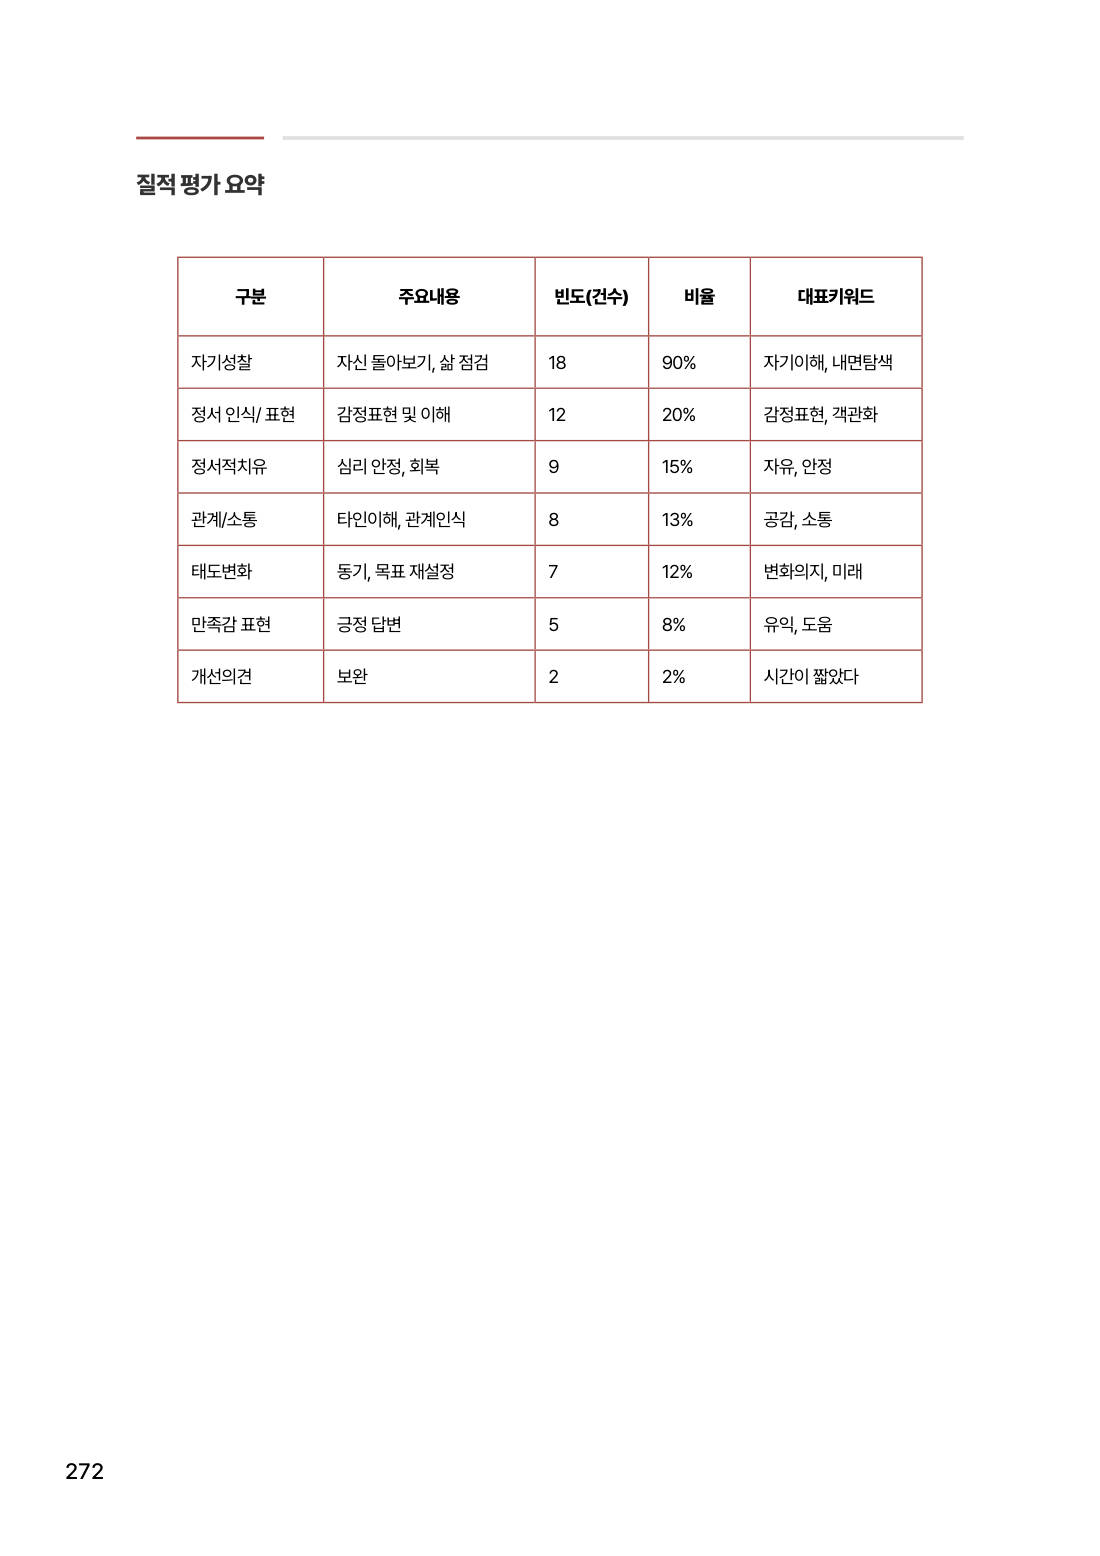 질적 평가 요약
구분 주요내용 빈도(건수) 비율 대표키워드
자기성찰 자신 돌아보기, 삶 점검 18 90% 자기이해, 내면탐색
정서 인식/ 표현 감정표현 및 이해 12 20% 감정표현, 객관화
정서적치유 심리 안정, 회복 9 15% 자유, 안정
관계/소통 타인이해, 관계인식 8 13% 공감, 소통
태도변화 동기, 목표 재설정 7 12% 변화의지, 미래
만족감 표현 긍정 답변 5 8% 유익, 도움
개선의견 보완 2 2% 시간이 짧았다
272